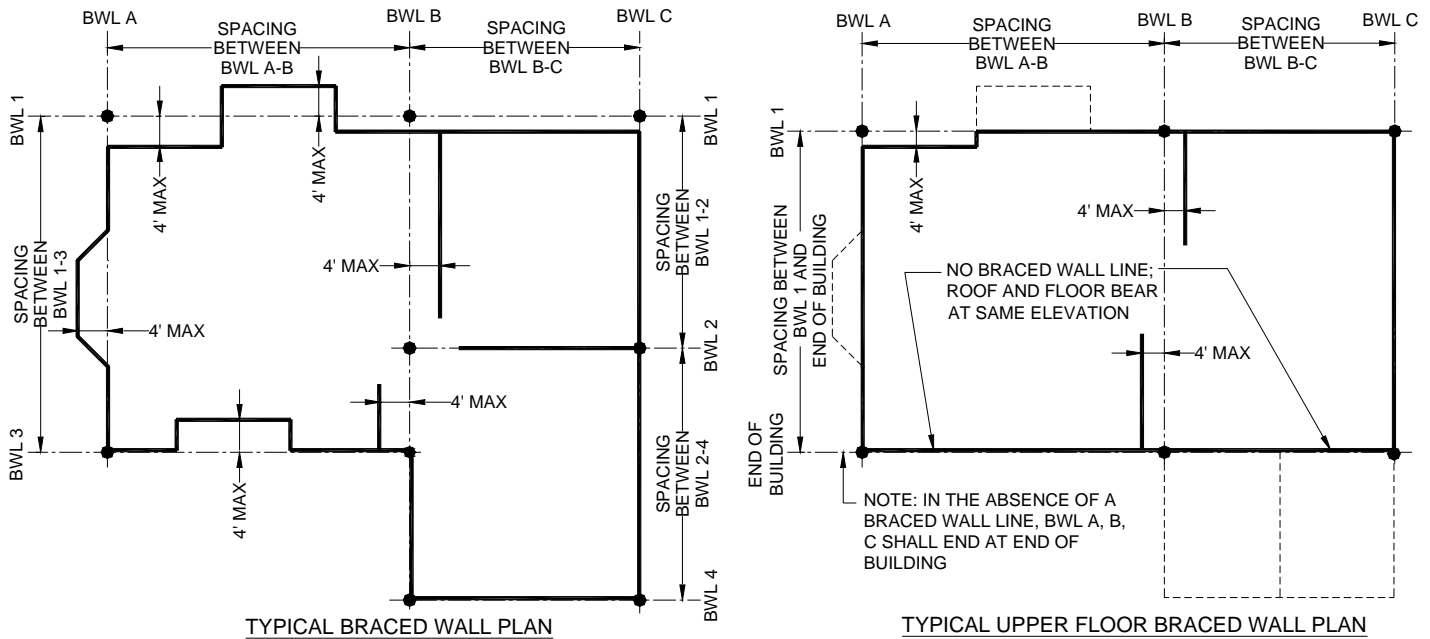 BWL A
SPACING
BETWEEN
BWL A-B
BWL B
SPACING
BETWEEN
BWL B-C
BWL C
BWL 1
BWL 1
4' MAX
4' MAX
SPACING
BETWEEN
BWL 1-3
SPACING
BETWEEN
BWL 1-2
4' MAX
4' MAX
BWL 2
4' MAX
BWL 3
4' MAX
SPACING
BETWEEN
BWL 2-4
BWL 4
TYPICAL BRACED WALL PLAN
BWL A
SPACING
BETWEEN
BWL A-B
BWL B
SPACING
BETWEEN
BWL B-C
BWL C
BWL 1
4' MAX
4' MAX
SPACING BETWEEN
BWL 1 AND
END OF BUILDING
NO BRACED WALL LINE;
ROOF AND FLOOR BEAR
AT SAME ELEVATION
4' MAX
END OF
BUILDING
NOTE: IN THE ABSENCE OF A
BRACED WALL LINE, BWL A, B,
C SHALL END AT END OF
BUILDING
TYPICAL UPPER FLOOR BRACED WALL PLAN